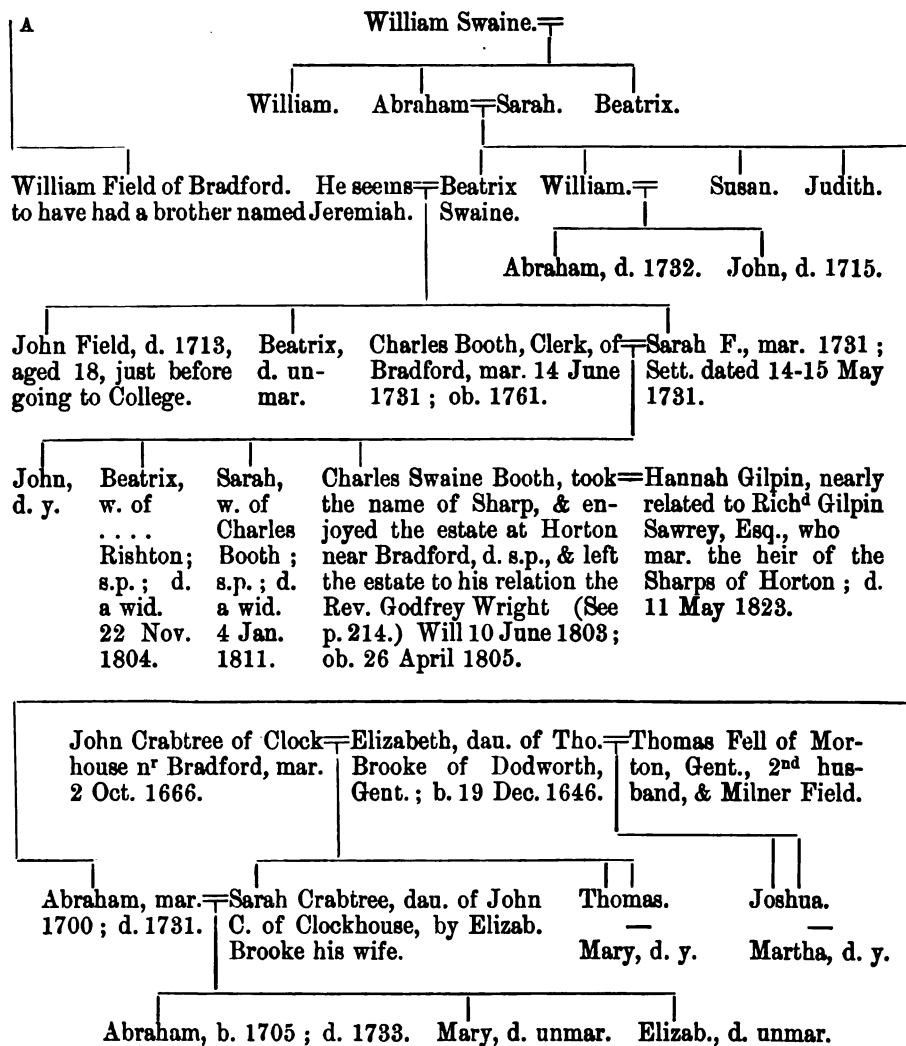 A
William Swaine.
William. Abraham Sarah. Beatrix.
William Field of Bradford. He seems
to have had a brother named Jeremiah.
Beatrix
Swaine.
William. Susan. Judith.
Abraham, d. 1732. John, d. 1715.
John Field, d. 1713,
aged 18, just before
going to College.
Beatrix,
d. un-
mar.
Charles Booth, Clerk, of
Bradford, mar. 14 June
1731 ; ob. 1761.
Sarah F., mar. 1731 ;
Sett. dated 14-15 May
1731.
John,
d. y.
Beatrix,
w. of
. . . .
Rishton;
s.p. ; d.
a wid.
22 Nov.
1804.
Sarah,
w. of
Charles
Booth ;
s.p. ; d.
a wid.
4 Jan.
1811.
Charles Swaine Booth, took
the name of Sharp, & en-
joyed the estate at Horton
near Bradford, d. s.p., & left
the estate to his relation the
Rev. Godfrey Wright (See
p. 214.) Will 10 June 1803 ;
ob. 26 April 1805.
Hannah Gilpin, nearly
related to Richd Gilpin
Sawrey, Esq., who
mar. the heir of the
Sharps of Horton ; d.
11 May 1823.
John Crabtree of Clock
house nr Bradford, mar.
2 Oct. 1666.
Elizabeth, dau. of Tho.
Brooke of Dodworth,
Gent. ; b. 19 Dec. 1646.
Thomas Fell of Mor-
ton, Gent., 2nd hus-
band, & Milner Field.
Abraham, mar.
1700 ; d. 1731.
Sarah Crabtree, dau. of John
C. of Clockhouse, by Elizab.
Brooke his wife.
Thomas.
—
Mary, d. y.
Joshua.
—
Martha, d. y.
Abraham, b. 1705 ; d. 1733. Mary, d. unmar. Elizab., d. unmar.